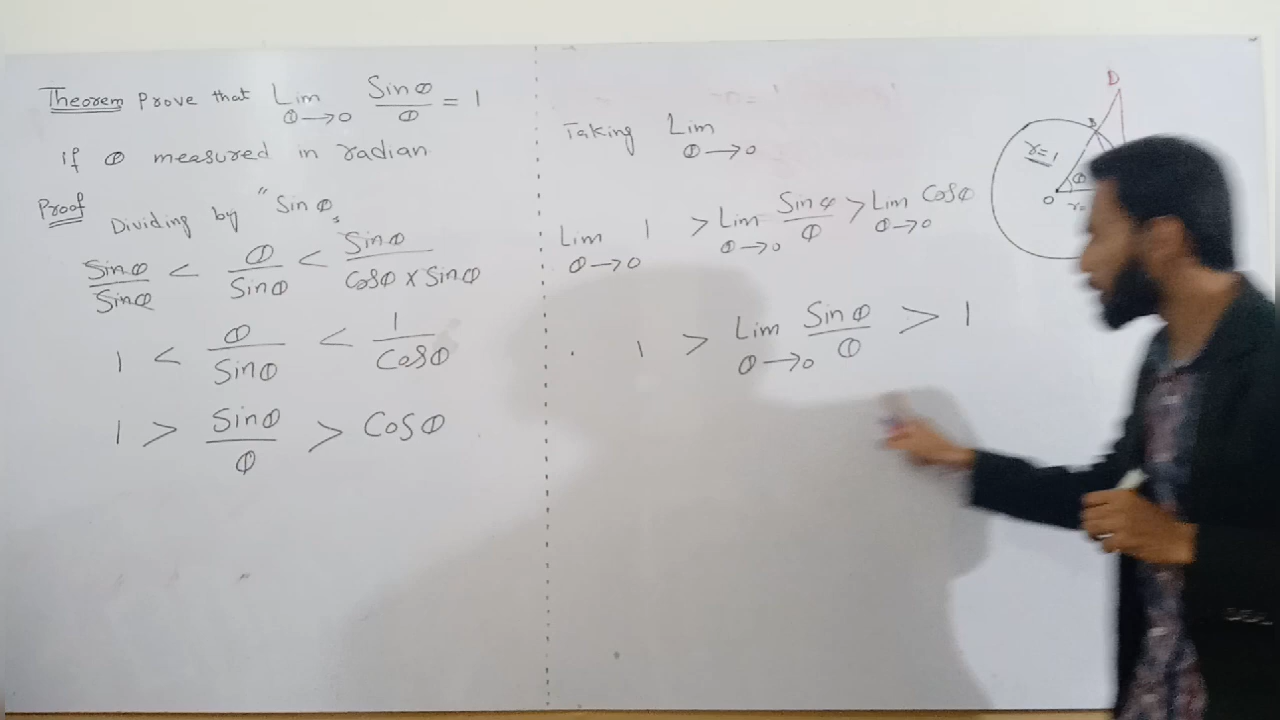 Theorem Prove that Lim θ→0 Sinθ/θ = 1
if θ measured in radian
Proof Dividing by "Sinθ"
Sinθ/Sinθ < θ/Sinθ < Sinθ/Cosθ x Sinθ
1 < θ/Sinθ < 1/Cosθ
1 > Sinθ/θ > Cosθ
Taking Lim θ→0
Lim θ→0 1 > Lim θ→0 Sinθ/θ > Lim θ→0 Cosθ
1 > Lim θ→0 Sinθ/θ > 1
D
B
r=1
θ
O
r=